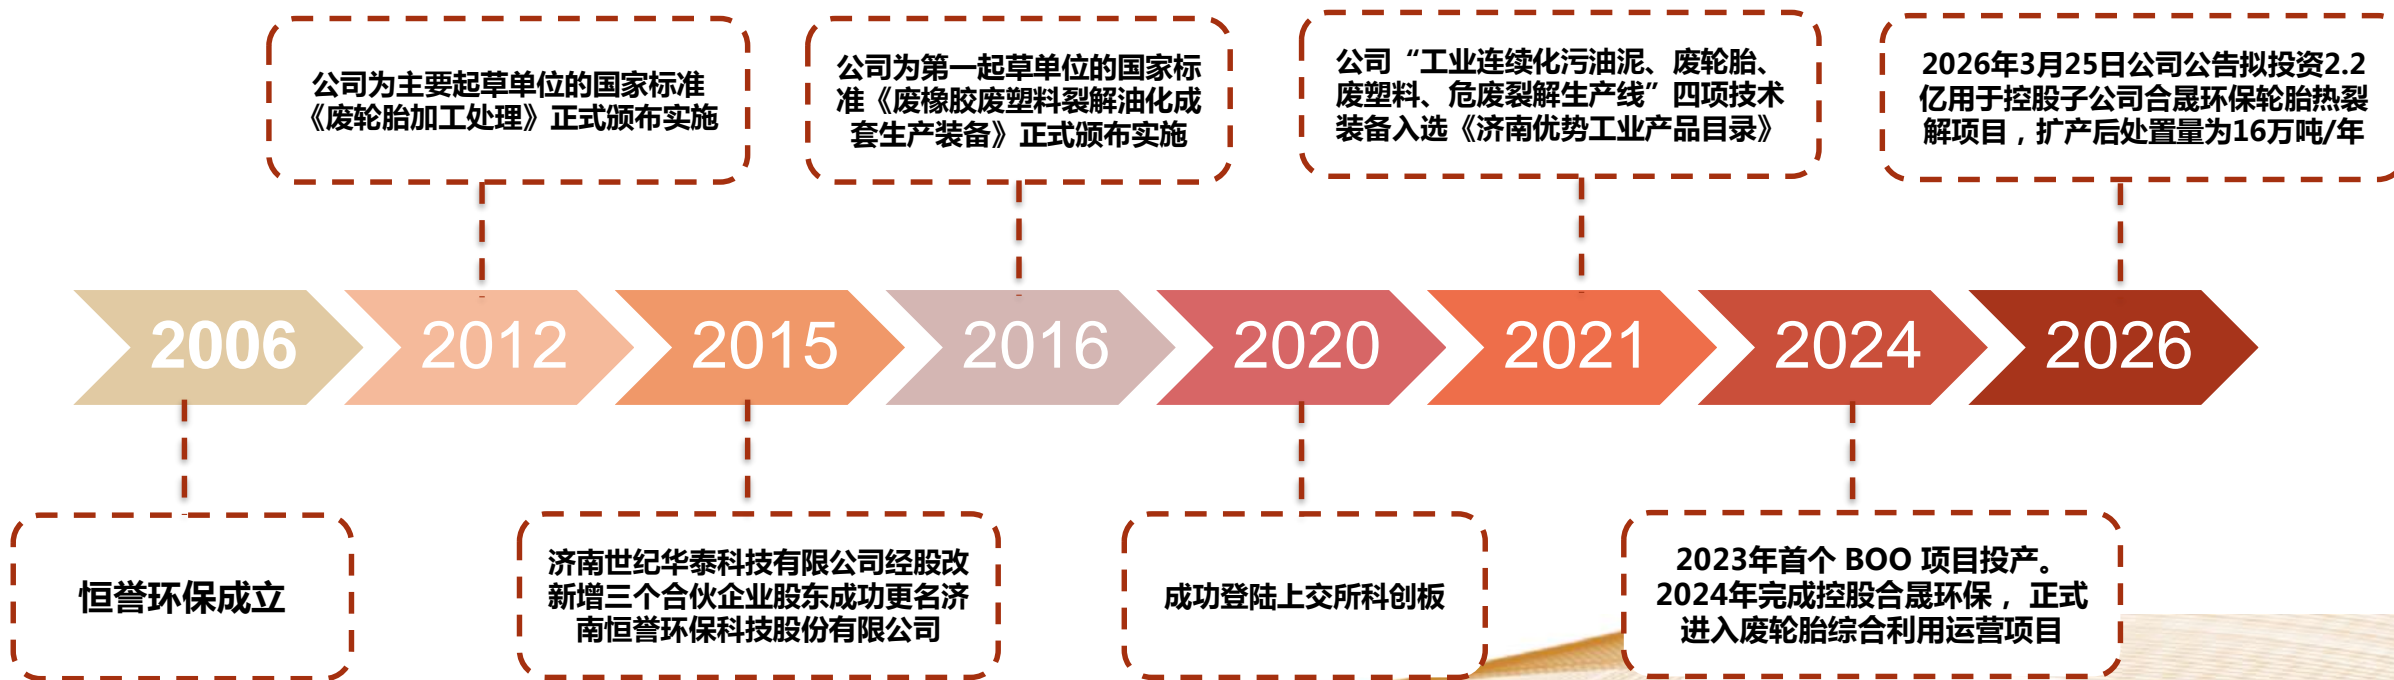 公司为主要起草单位的国家标准
《废轮胎加工处理》正式颁布实施
公司为第一起草单位的国家标
准《废橡胶废塑料裂解油化成
套生产装备》正式颁布实施
公司“工业连续化污油泥、废轮胎、
废塑料、危废裂解生产线”四项技术
装备入选《济南优势工业产品目录》
2026年3月25日公司公告拟投资2.2
亿用于控股子公司合晟环保轮胎热裂
解项目，扩产后处置量为16万吨/年
2006
2012
2015
2016
2020
2021
2024
2026
恒誉环保成立
济南世纪华泰科技有限公司经股改
新增三个合伙企业股东成功更名济
南恒誉环保科技股份有限公司
成功登陆上交所科创板
2023年首个 BOO 项目投产。
2024年完成控股合晟环保， 正式
进入废轮胎综合利用运营项目